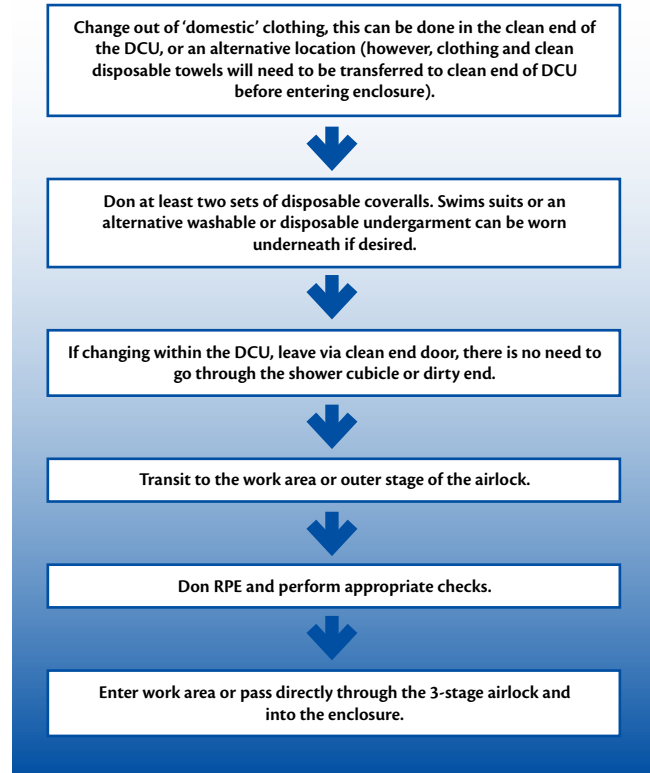 Change out of ‘domestic’ clothing, this can be done in the clean end of
the DCU, or an alternative location (however, clothing and clean
disposable towels will need to be transferred to clean end of DCU
before entering enclosure).
Don at least two sets of disposable coveralls. Swims suits or an
alternative washable or disposable undergarment can be worn
underneath if desired.
If changing within the DCU, leave via clean end door, there is no need to
go through the shower cubicle or dirty end.
Transit to the work area or outer stage of the airlock.
Don RPE and perform appropriate checks.
Enter work area or pass directly through the 3-stage airlock and
into the enclosure.